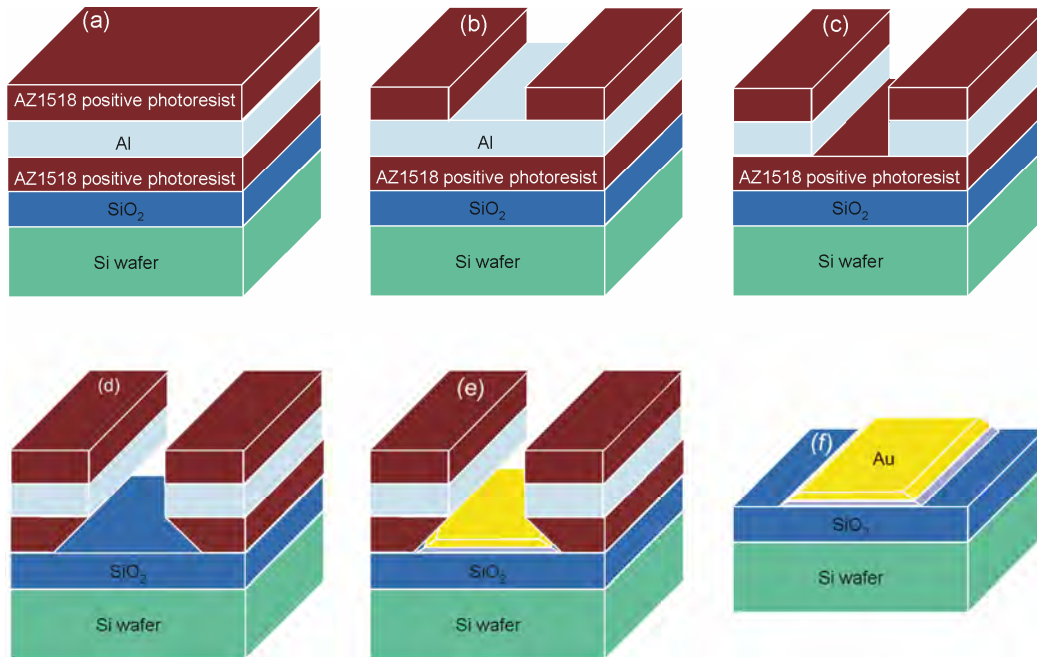 (a)
AZ1518 positive photoresist
Al
AZ1518 positive photoresist
SiO₂
Si wafer
(b)
Al
AZ1518 positive photoresist
SiO₂
Si wafer
(c)
AZ1518 positive photoresist
SiO₂
Si wafer
(d)
SiO₂
Si wafer
(e)
SiO₂
Si wafer
(f)
Au
SiO₂
Si wafer